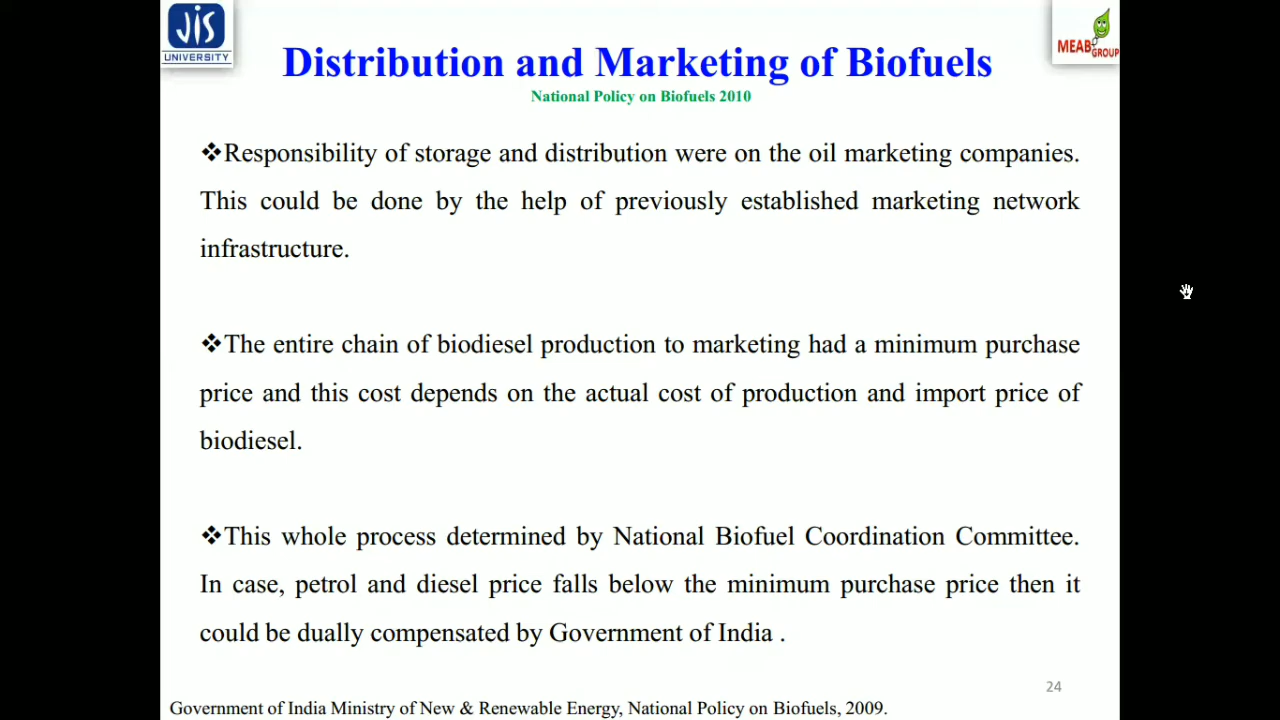 JIS
UNIVERSITY
MEAB
GROUP
Distribution and Marketing of Biofuels
National Policy on Biofuels 2010
❖Responsibility of storage and distribution were on the oil marketing companies.
This could be done by the help of previously established marketing network
infrastructure.
❖The entire chain of biodiesel production to marketing had a minimum purchase
price and this cost depends on the actual cost of production and import price of
biodiesel.
❖This whole process determined by National Biofuel Coordination Committee.
In case, petrol and diesel price falls below the minimum purchase price then it
could be dually compensated by Government of India .
24
Government of India Ministry of New & Renewable Energy, National Policy on Biofuels, 2009.